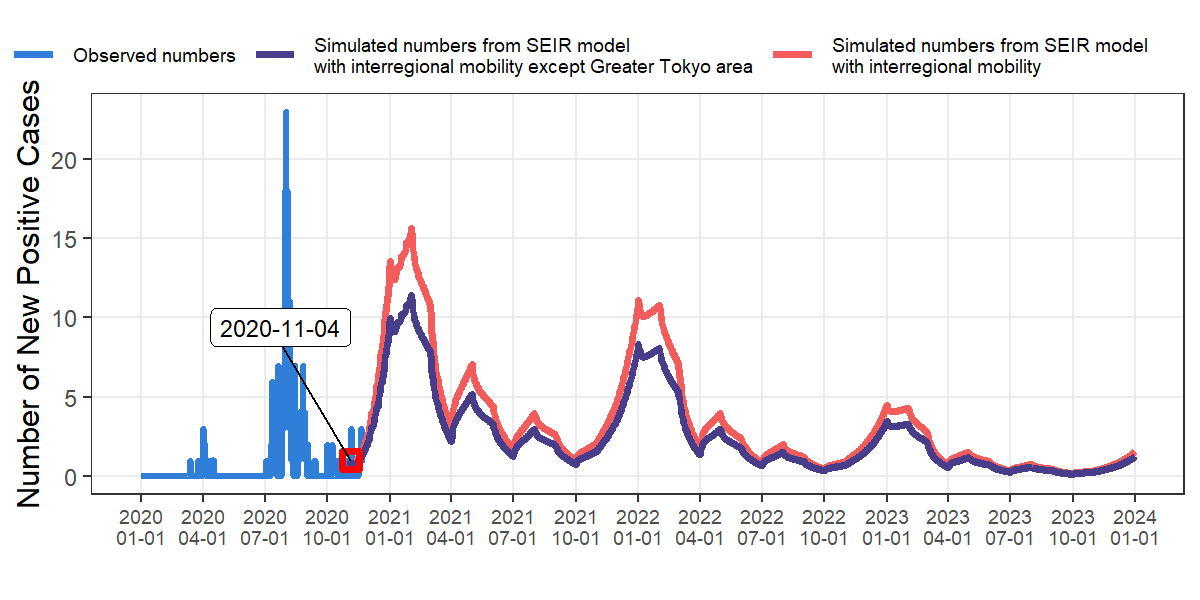 Observed numbers
Simulated numbers from SEIR model
with interregional mobility except Greater Tokyo area
Simulated numbers from SEIR model
with interregional mobility
Number of New Positive Cases
20
15
10
5
0
2020-11-04
2020 2020 2020 2020 2021 2021 2021 2021 2022 2022 2022 2022 2023 2023 2023 2023 2024
01-01 04-01 07-01 10-01 01-01 04-01 07-01 10-01 01-01 04-01 07-01 10-01 01-01 04-01 07-01 10-01 01-01